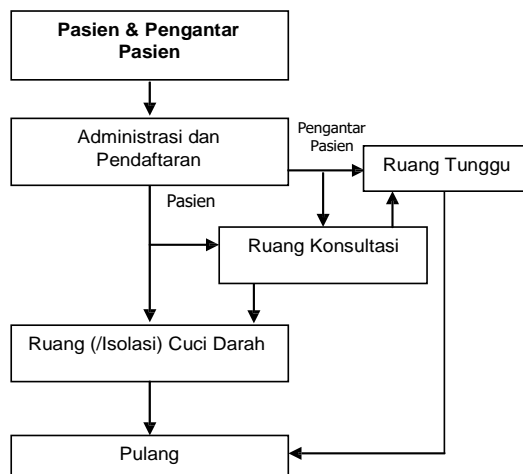 Pasien & Pengantar
Pasien
Administrasi dan
Pendaftaran
Pengantar
Pasien
Ruang Tunggu
Pasien
Ruang Konsultasi
Ruang (/Isolasi) Cuci Darah
Pulang